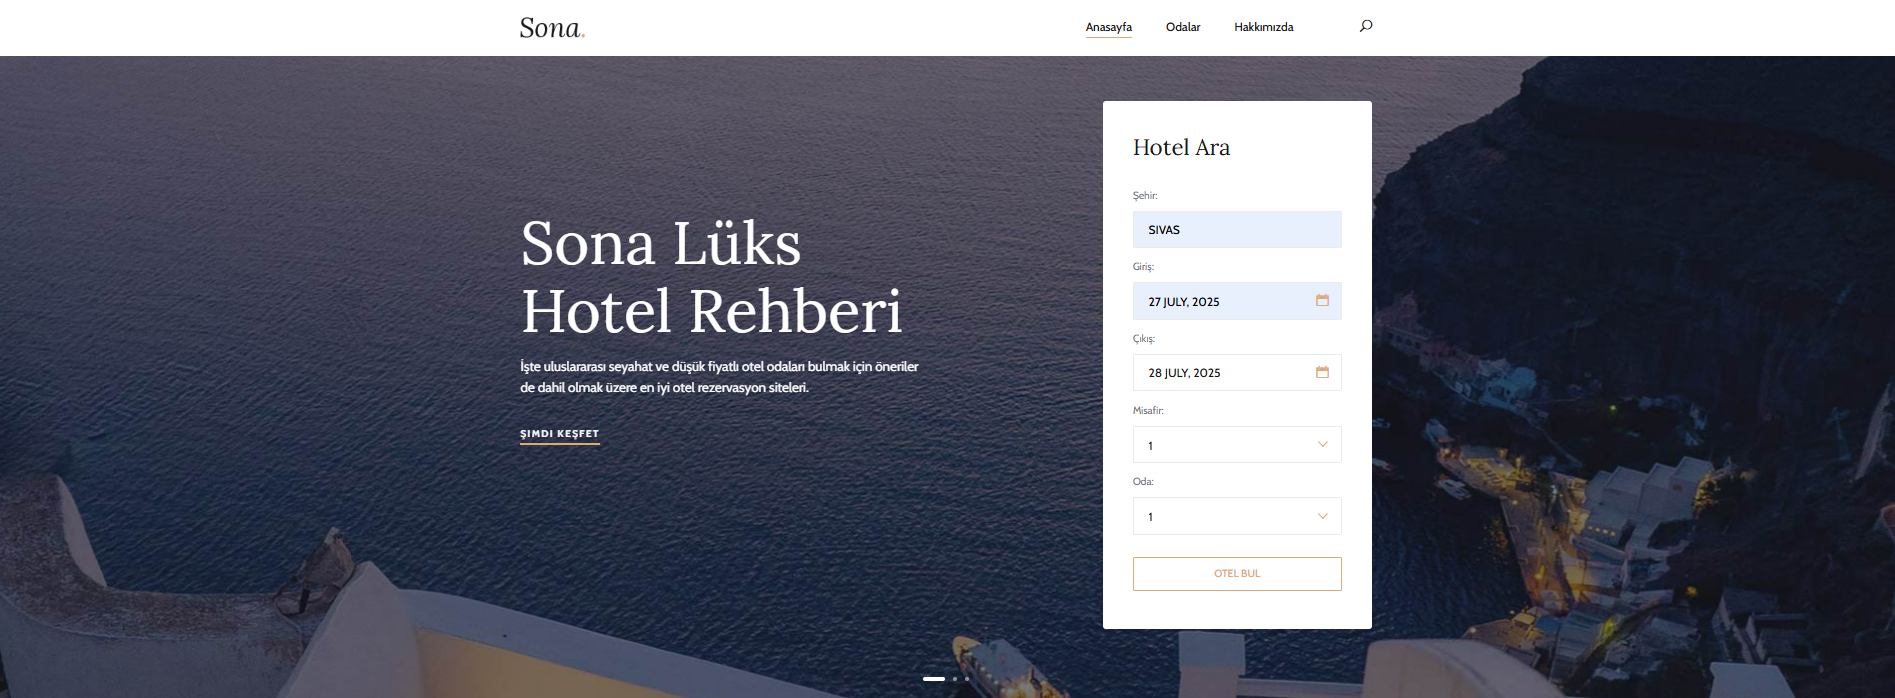 Sona.
Anasayfa Odalar Hakkımızda
Sona Lüks
Hotel Rehberi
İşte uluslararası seyahat ve düşük fiyatlı otel odaları bulmak için öneriler
de dahil olmak üzere en iyi otel rezervasyon siteleri.
ŞIMDI KEŞFET
Hotel Ara
Şehir:
SIVAS
Giriş:
27 JULY, 2025
Çıkış:
28 JULY, 2025
Misafir:
1
Oda:
1
OTEL BUL